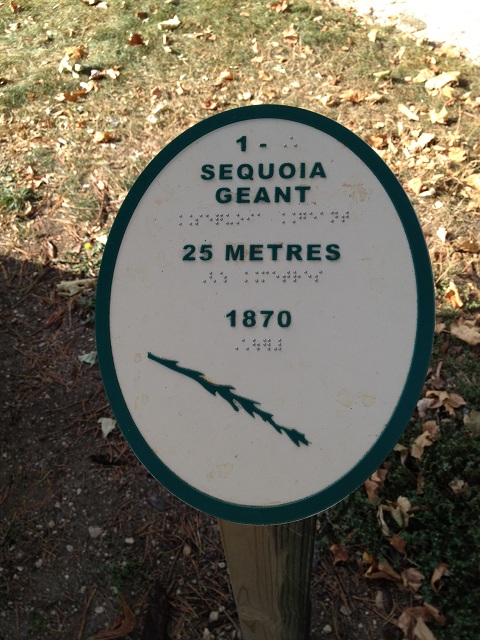 1 -
SEQUOIA
GEANT
25 METRES
1870